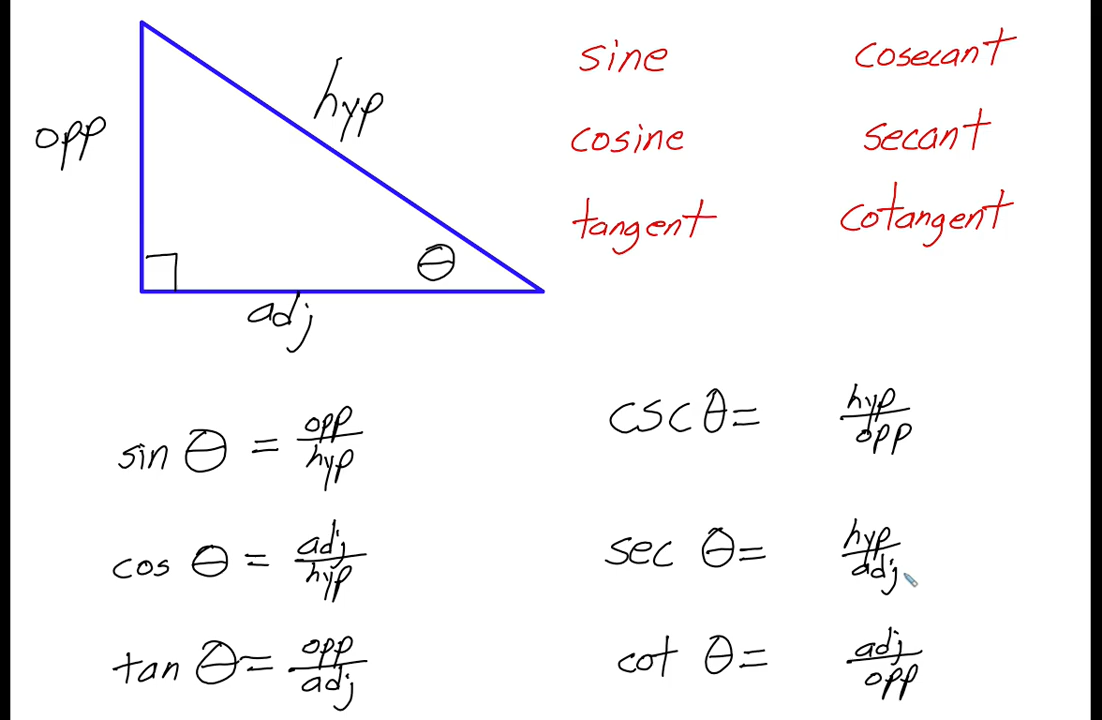 opp
hyp
θ
adj
sine cosecant
cosine secant
tangent cotangent
sin θ = opp/hyp
csc θ = hyp/opp
cos θ = adj/hyp
sec θ = hyp/adj
tan θ = opp/adj
cot θ = adj/opp